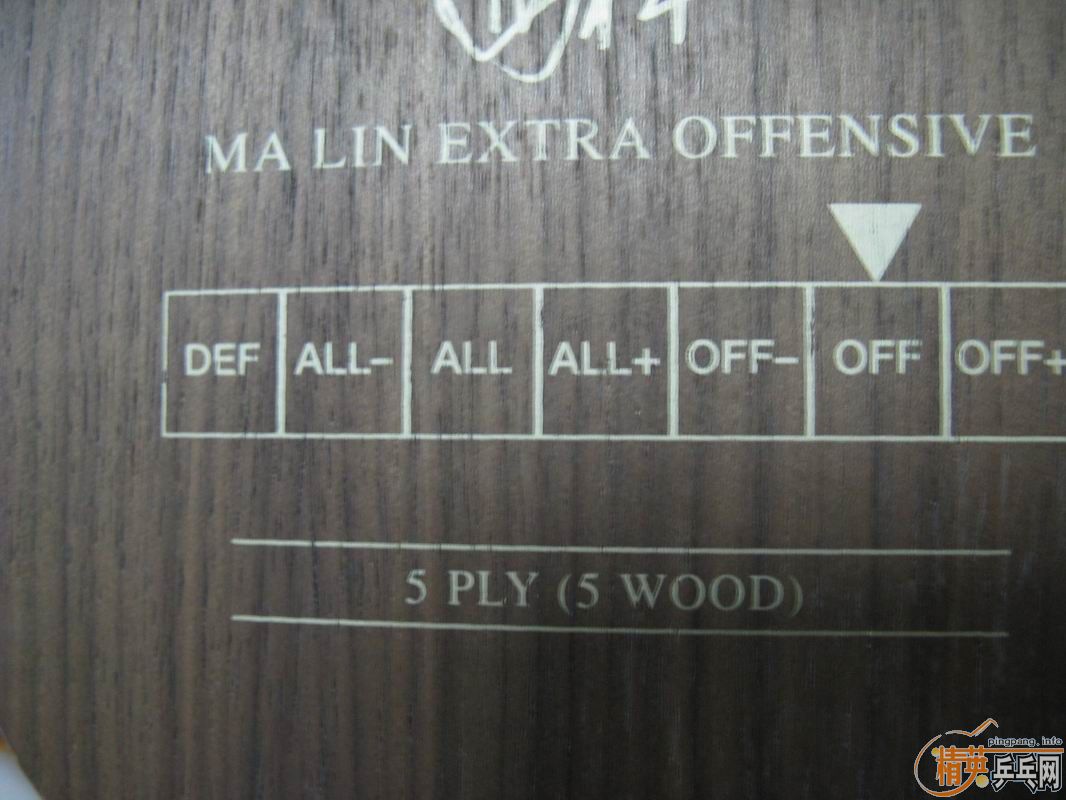 MA LIN EXTRA OFFENSIVE
DEF ALL- ALL ALL+ OFF- OFF OFF+
5 PLY (5 WOOD)
pingpang.info
精英乒乓网